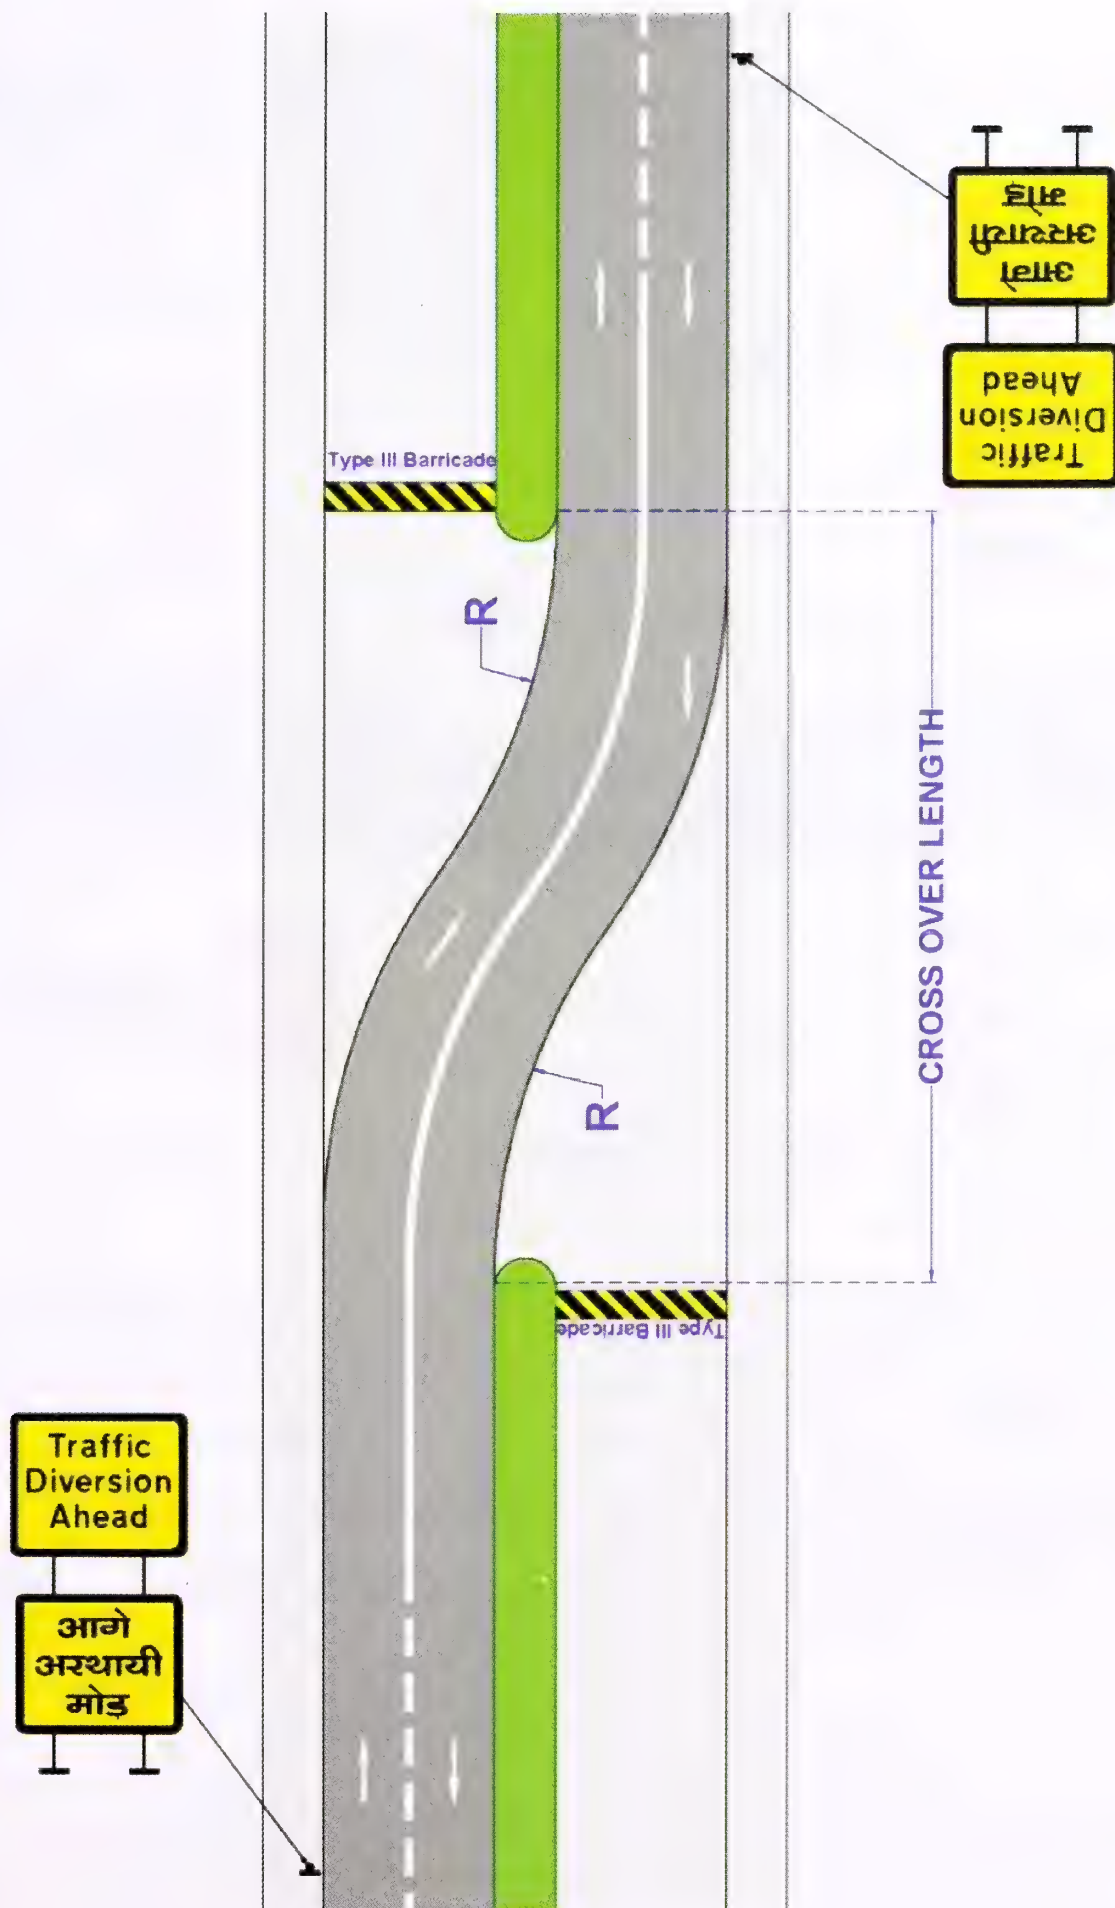 आगे
अस्थायी
मोड़
Traffic
Diversion
Ahead
Type III Barricade
R
CROSS OVER LENGTH
R
Type III Barricade
Traffic
Diversion
Ahead
आगे
अस्थायी
मोड़